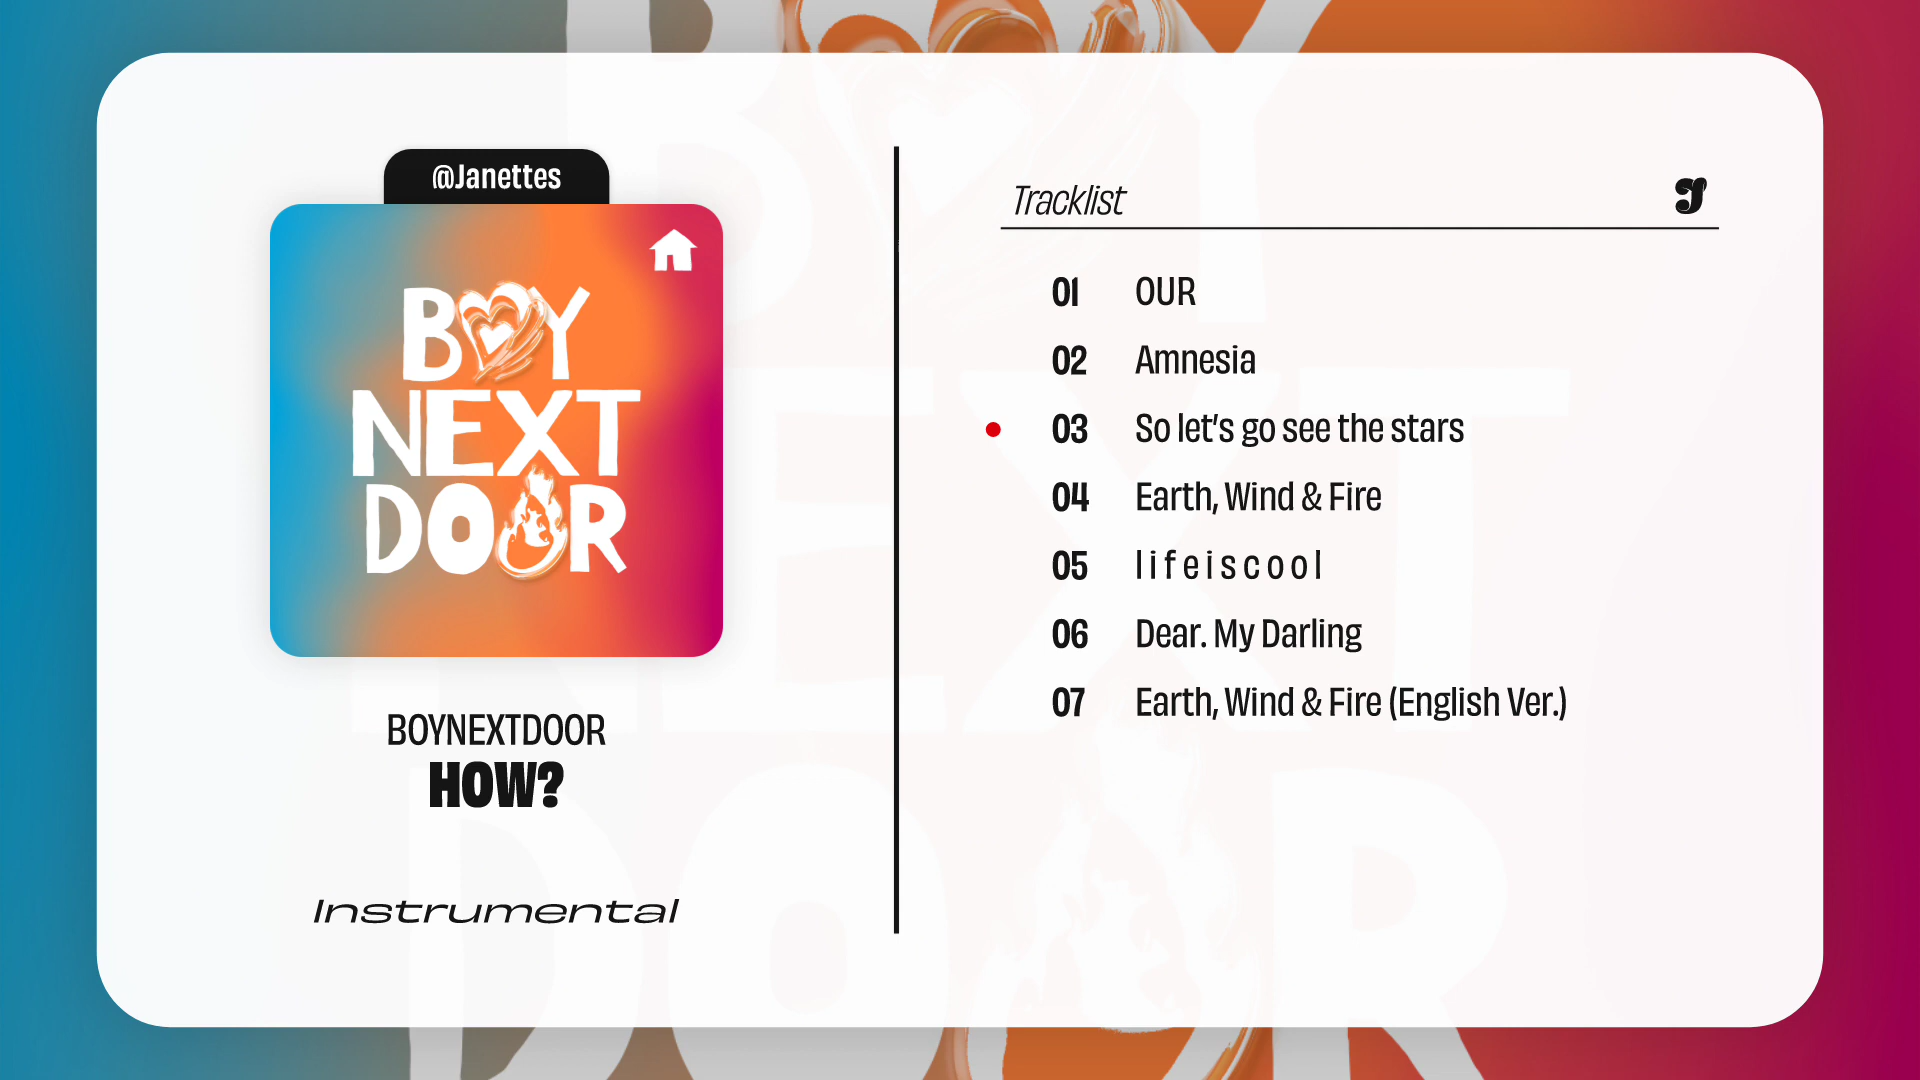 @Janettes
BOY
NEXT
DOOR
BOYNEXTDOOR
HOW?
Instrumental
Tracklist
J
01 OUR
02 Amnesia
03 So let's go see the stars
04 Earth, Wind & Fire
05 l i f e i s c o o l
06 Dear. My Darling
07 Earth, Wind & Fire (English Ver.)